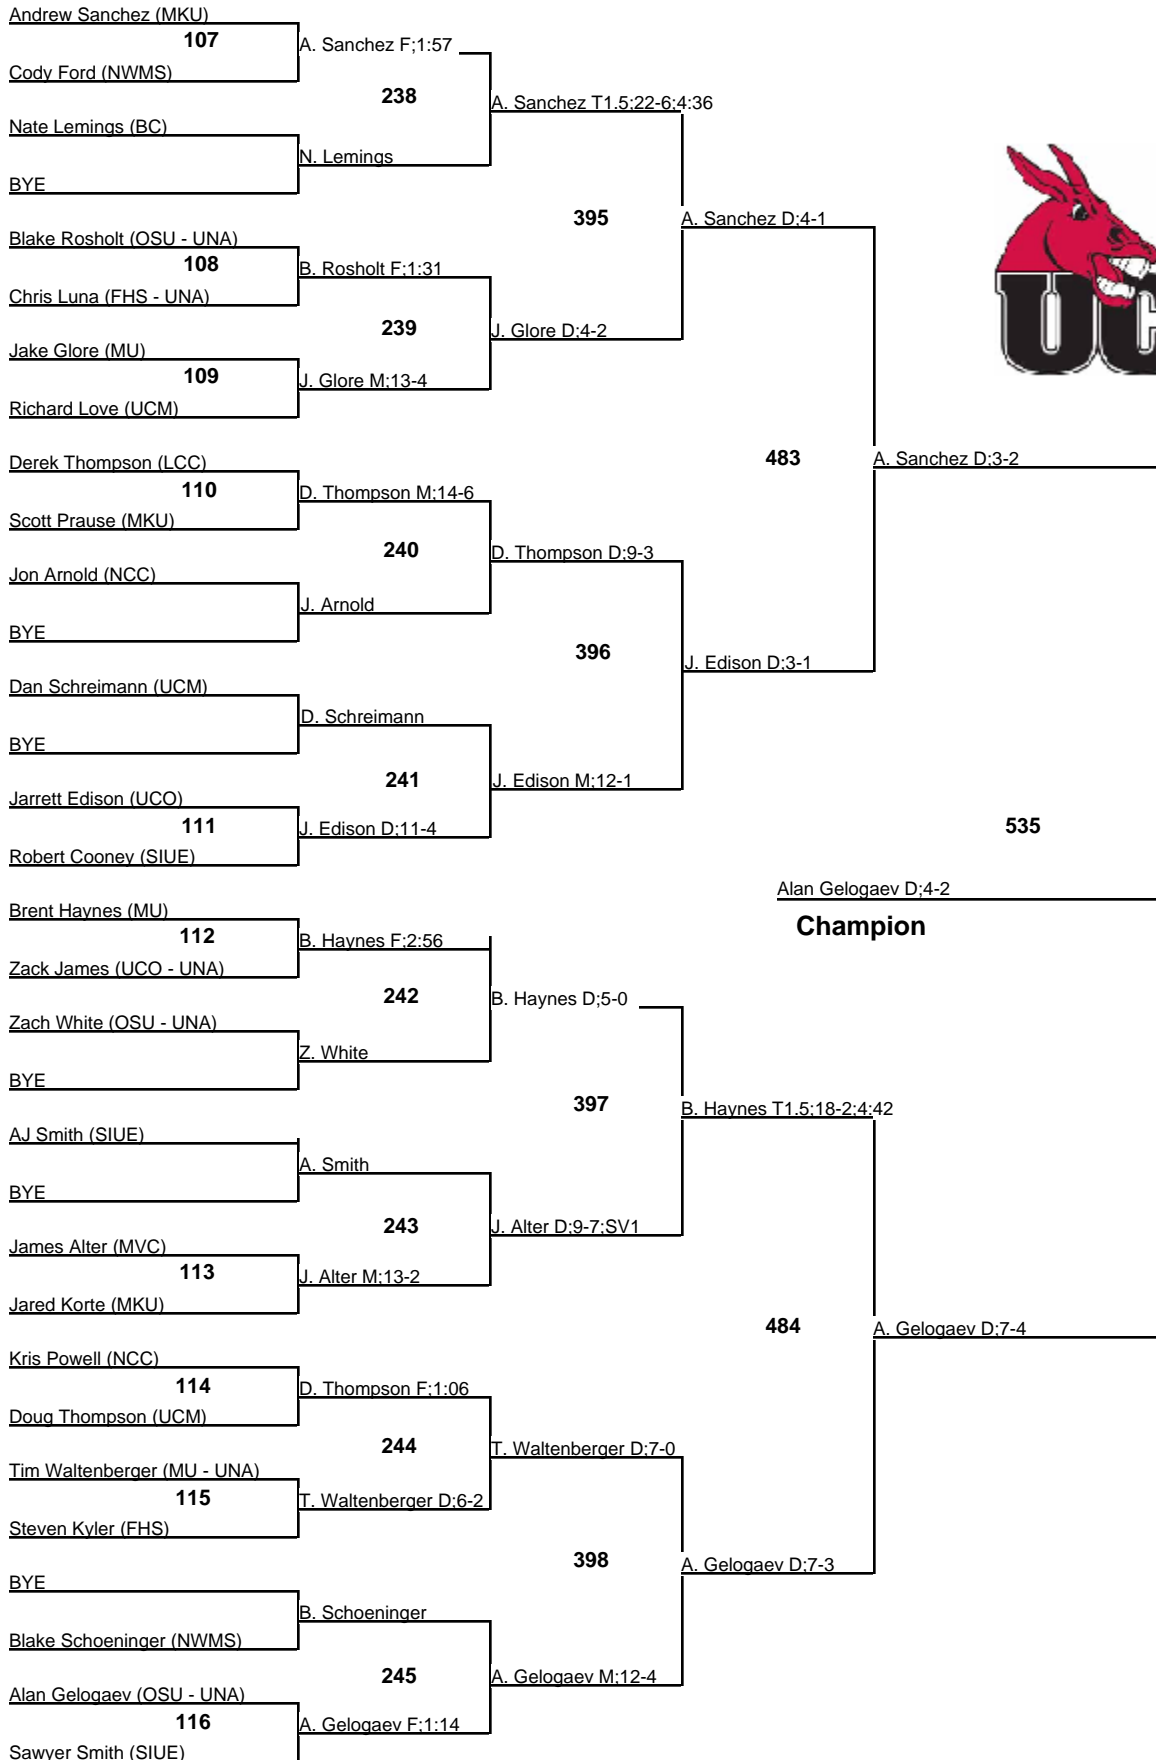 Andrew Sanchez (MKU)
107
A. Sanchez F;1:57
Cody Ford (NWMS)
238
A. Sanchez T1.5;22-6;4:36
Nate Lemings (BC)
N. Lemings
BYE
395
A. Sanchez D;4-1
Blake Rosholt (OSU - UNA)
108
B. Rosholt F;1:31
Chris Luna (FHS - UNA)
239
J. Glore D;4-2
Jake Glore (MU)
109
J. Glore M;13-4
Richard Love (UCM)
UC
483
A. Sanchez D;3-2
Derek Thompson (LCC)
110
D. Thompson M;14-6
Scott Prause (MKU)
240
D. Thompson D;9-3
Jon Arnold (NCC)
J. Arnold
BYE
396
J. Edison D;3-1
Dan Schreimann (UCM)
D. Schreimann
BYE
241
J. Edison M;12-1
Jarrett Edison (UCO)
111
J. Edison D;11-4
Robert Cooney (SIUE)
535
Alan Gelogaev D;4-2
Champion
Brent Haynes (MU)
112
B. Haynes F;2:56
Zack James (UCO - UNA)
242
B. Haynes D;5-0
Zach White (OSU - UNA)
Z. White
BYE
397
B. Haynes T1.5;18-2;4:42
AJ Smith (SIUE)
A. Smith
BYE
243
J. Alter D;9-7;SV1
James Alter (MVC)
113
J. Alter M;13-2
Jared Korte (MKU)
484
A. Gelogaev D;7-4
Kris Powell (NCC)
114
D. Thompson F;1:06
Doug Thompson (UCM)
244
T. Waltenberger D;7-0
Tim Waltenberger (MU - UNA)
115
T. Waltenberger D;6-2
Steven Kyler (FHS)
398
A. Gelogaev D;7-3
BYE
B. Schoeninger
Blake Schoeninger (NWMS)
245
A. Gelogaev M;12-4
Alan Gelogaev (OSU - UNA)
116
A. Gelogaev F;1:14
Sawyer Smith (SIUE)